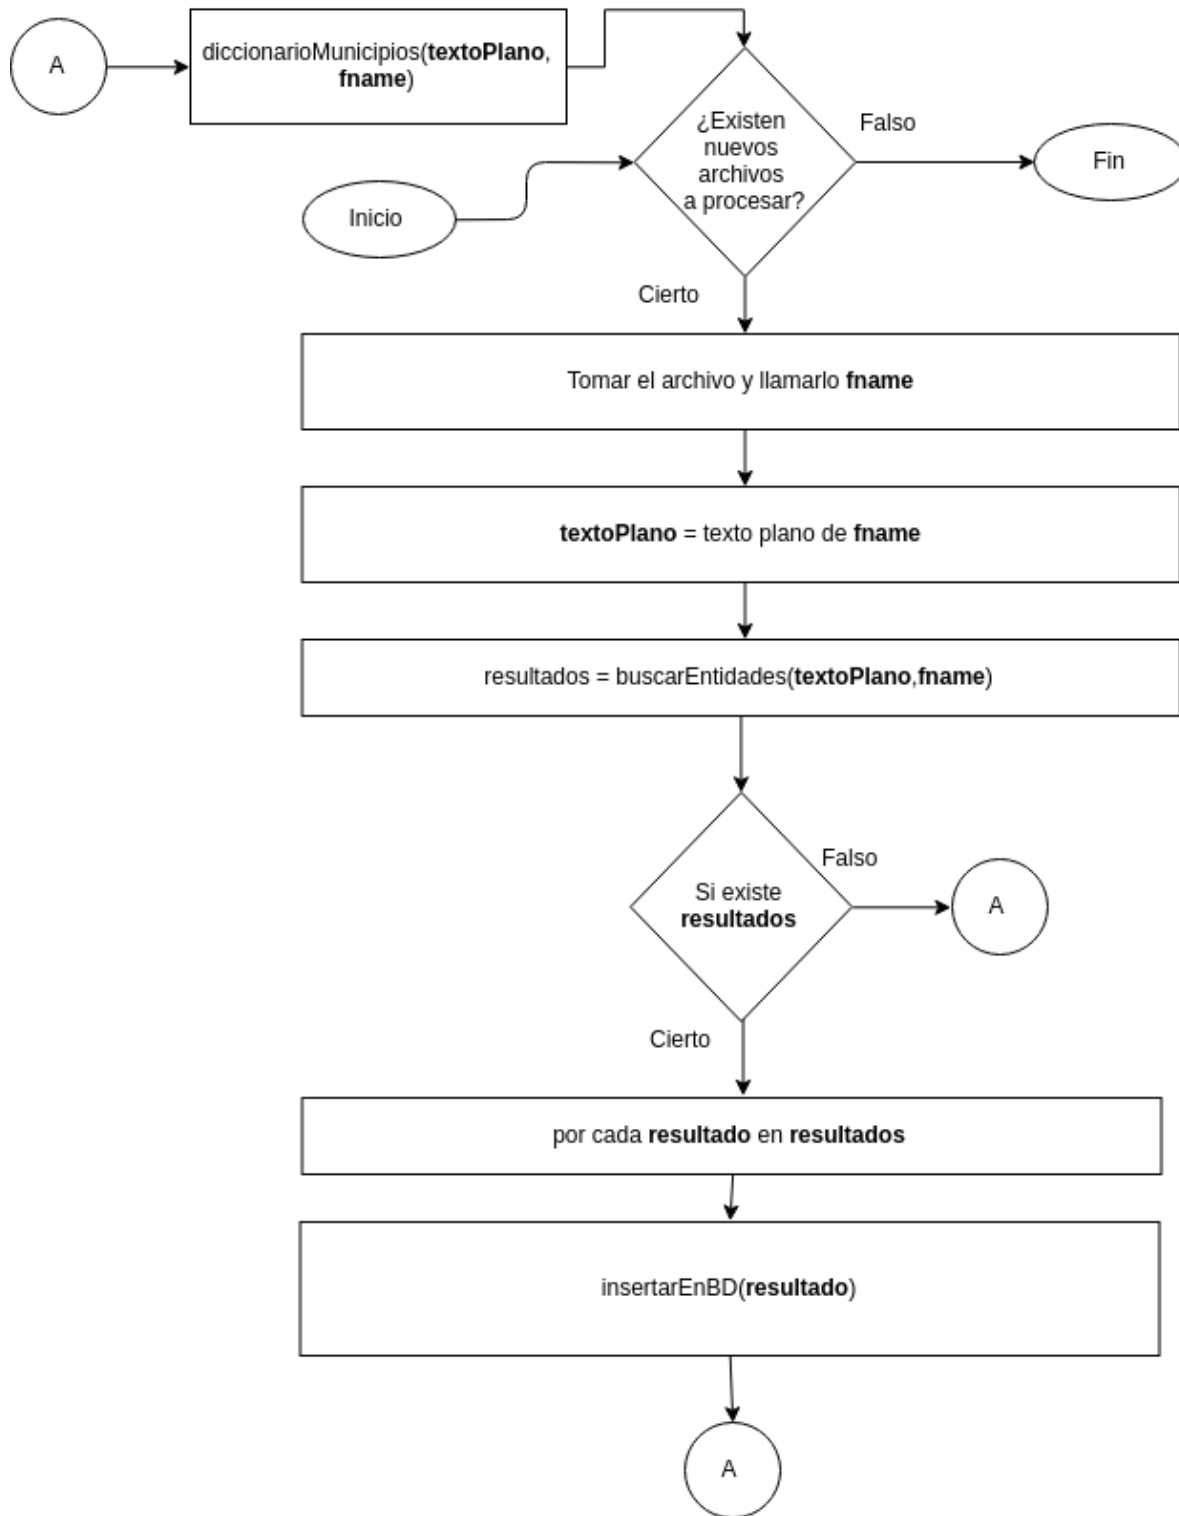 A
diccionarioMunicipios(textoPlano,
fname)
¿Existen
nuevos
archivos
a procesar?
Falso
Fin
Inicio
Cierto
Tomar el archivo y llamarlo fname
textoPlano = texto plano de fname
resultados = buscarEntidades(textoPlano,fname)
Falso
Si existe
resultados
A
Cierto
por cada resultado en resultados
insertarEnBD(resultado)
A